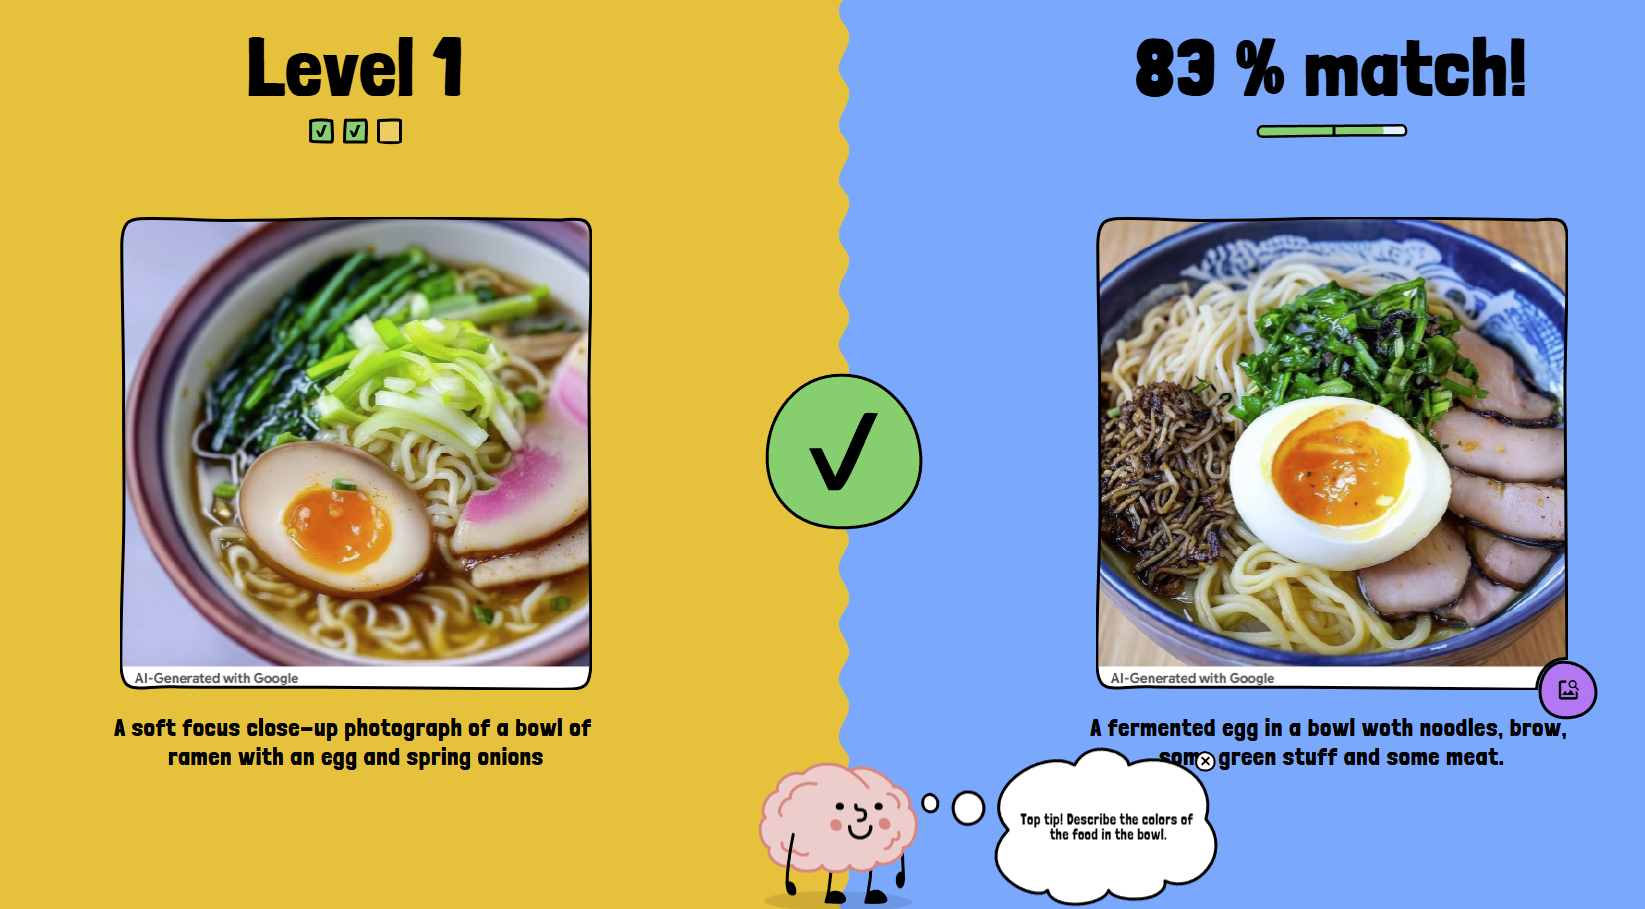 Level 1
83 % match!
AI-Generated with Google
A soft focus close-up photograph of a bowl of
ramen with an egg and spring onions
AI-Generated with Google
A fermented egg in a bowl woth noodles, brow,
some green stuff and some meat.
Top tip! Describe the colors of
the food in the bowl.